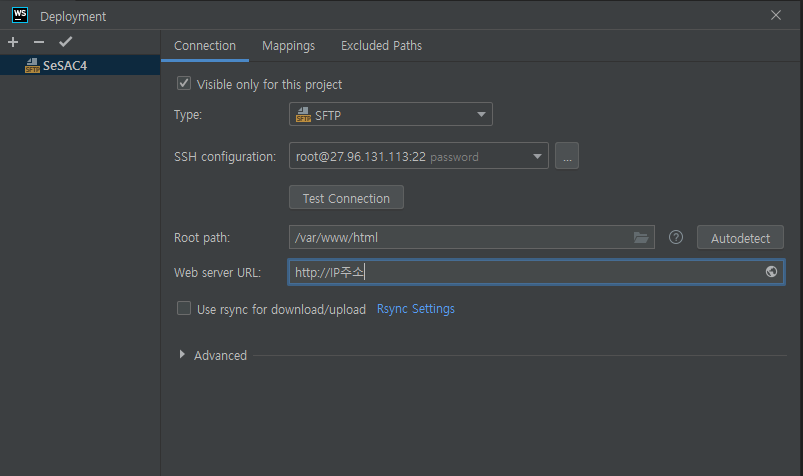 WS Deployment
SeSAC4
Connection Mappings Excluded Paths
Visible only for this project
Type: SFTP
SSH configuration: root@27.96.131.113:22 password ...
Test Connection
Root path: /var/www/html Autodetect
Web server URL: http://IP주소
Use rsync for download/upload Rsync Settings
Advanced